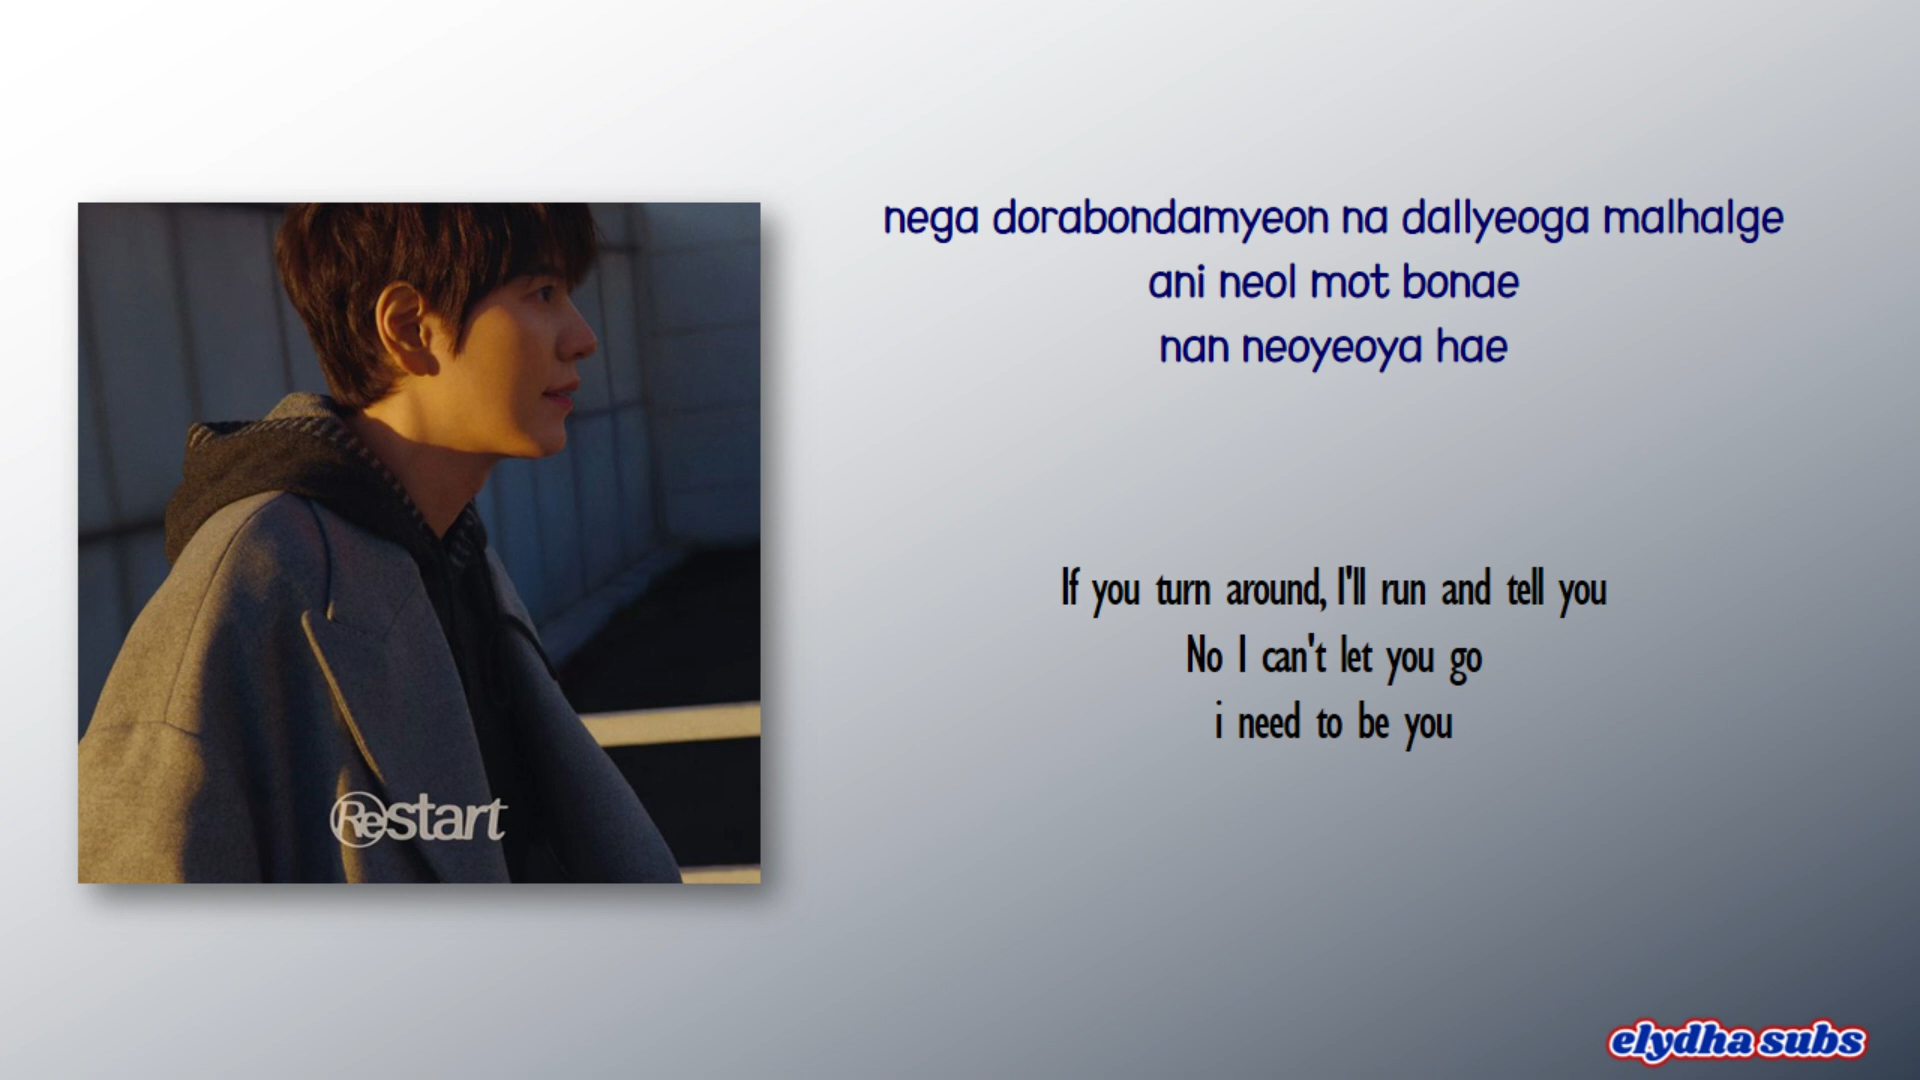 nega dorabondamyeon na dallyeoga malhalge
ani neol mot bonae
nan neoyeoya hae
If you turn around, I'll run and tell you
No I can't let you go
i need to be you
Restart
elydha subs